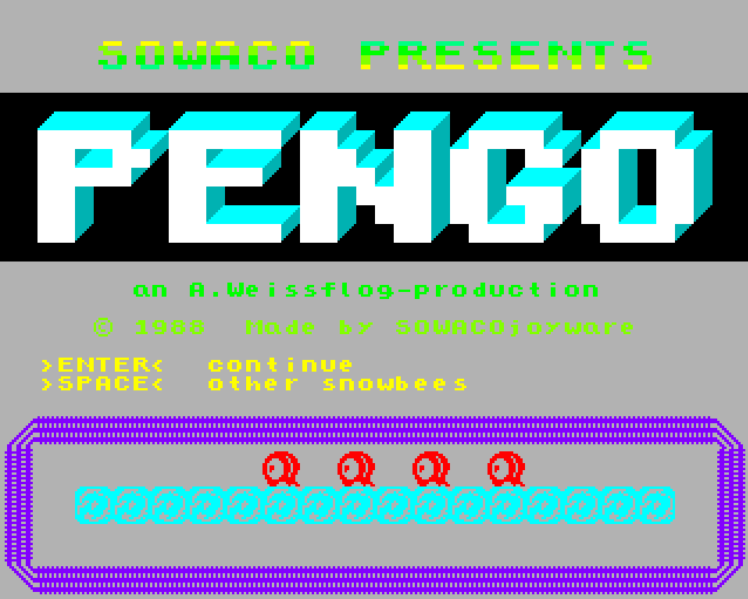 SOWACO PRESENTS
PENGO
an A.Weissflog-production
© 1988 Made by SOWACOjoyware
>ENTER< continue
>SPACE< other snowbees